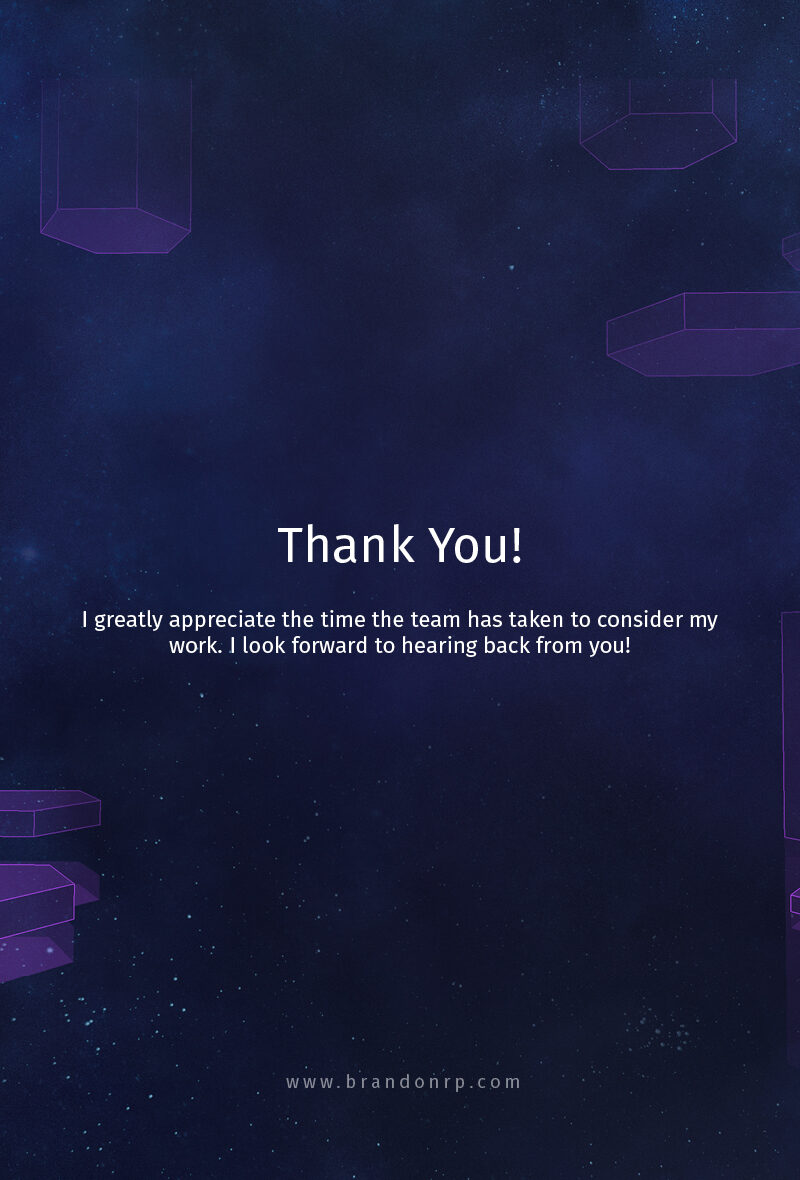 Thank You!
I greatly appreciate the time the team has taken to consider my
work. I look forward to hearing back from you!
www.brandonrp.com